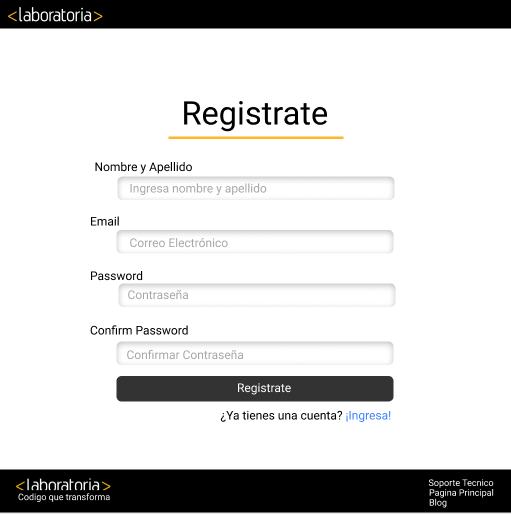 <laboratoria>
Registrate
Nombre y Apellido
Ingresa nombre y apellido
Email
Correo Electrónico
Password
Contraseña
Confirm Password
Confirmar Contraseña
Registrate
¿Ya tienes una cuenta? ¡Ingresa!
<laboratoria>
Codigo que transforma
Soporte Tecnico
Pagina Principal
Blog